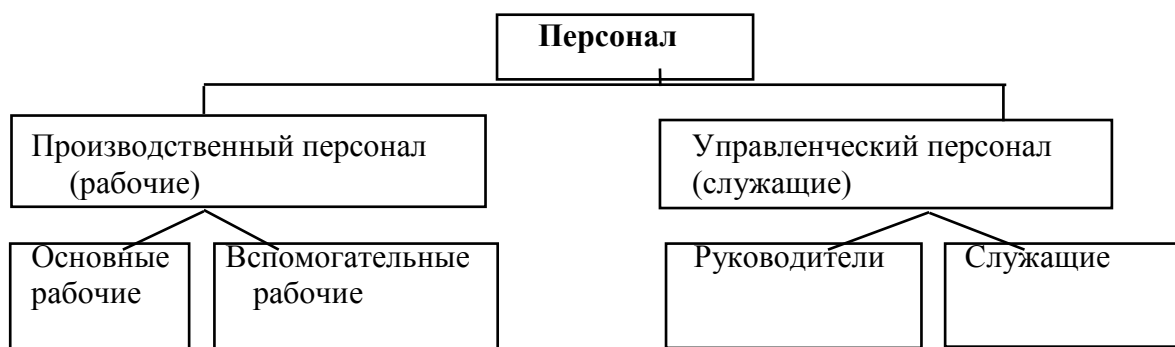 Персонал
Производственный персонал
(рабочие)
Управленческий персонал
(служащие)
Основные
рабочие
Вспомогательные
рабочие
Руководители
Служащие